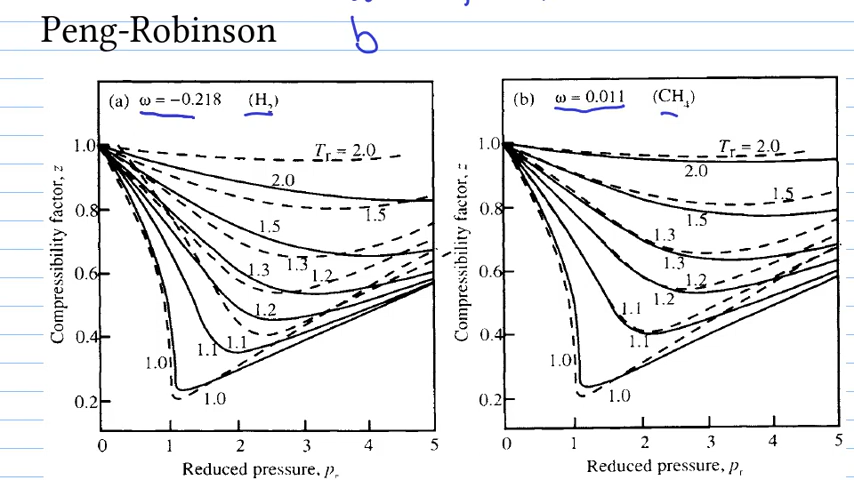 Peng-Robinson
b
(a) ω = −0.218 (H₂)
1.0
0.8
0.6
0.4
0.2
Compressibility factor, z
T_r = 2.0
2.0
1.5
1.5
1.3
1.3
1.2
1.2
1.1
1.1
1.0
1.0
0 1 2 3 4 5
Reduced pressure, p_r
(b) ω = 0.011 (CH₄)
1.0
0.8
0.6
0.4
0.2
Compressibility factor, z
T_r = 2.0
2.0
1.5
1.5
1.3
1.3
1.2
1.2
1.1
1.1
1.0
1.0
0 1 2 3 4 5
Reduced pressure, p_r